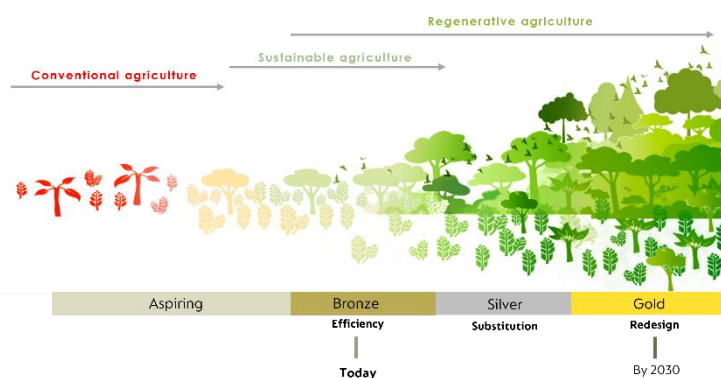 Regenerative agriculture
Sustainable agriculture
Conventional agriculture
Aspiring
Bronze
Silver
Gold
Efficiency
Substitution
Redesign
Today
By 2030